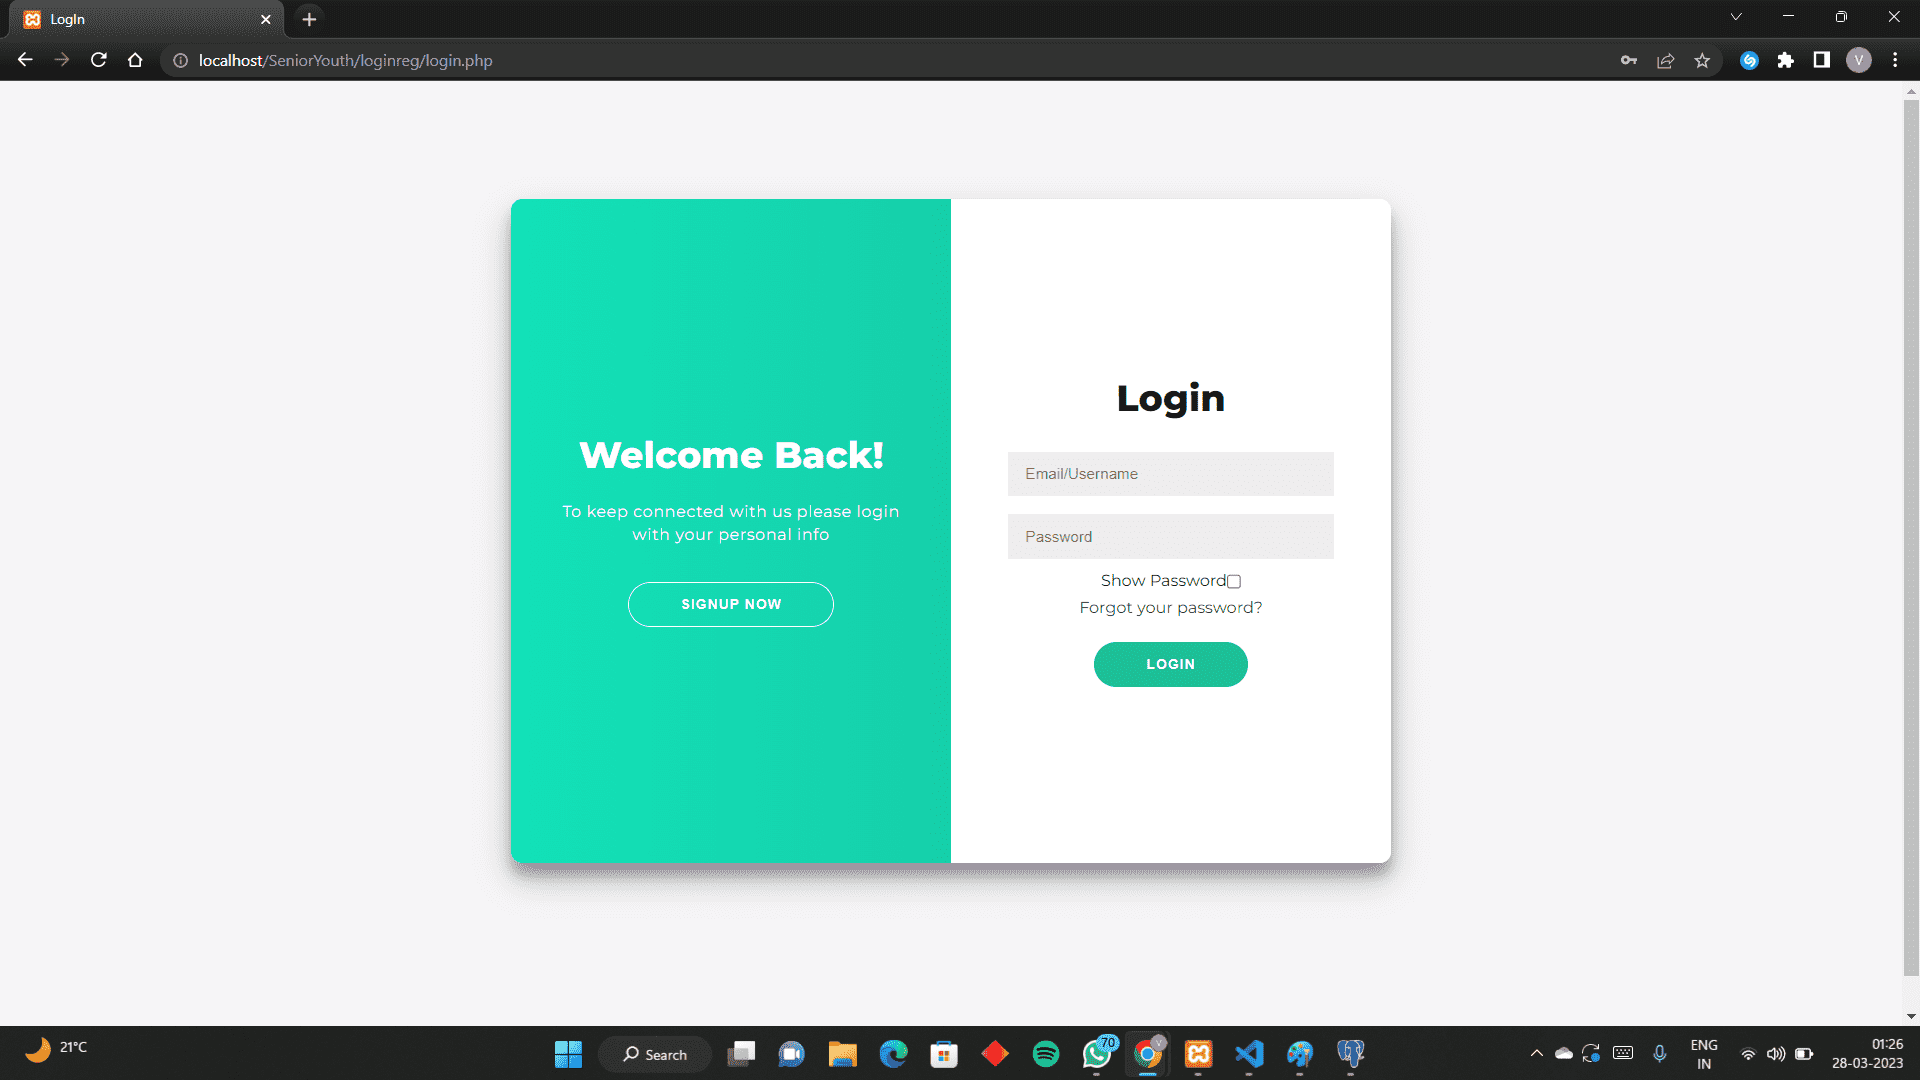 LogIn
localhost/SeniorYouth/loginreg/login.php
V
Welcome Back!
To keep connected with us please login
with your personal info
SIGNUP NOW
Login
Email/Username
Password
Show Password
Forgot your password?
LOGIN
21°C
Search
70
V
ENG
IN
01:26
28-03-2023